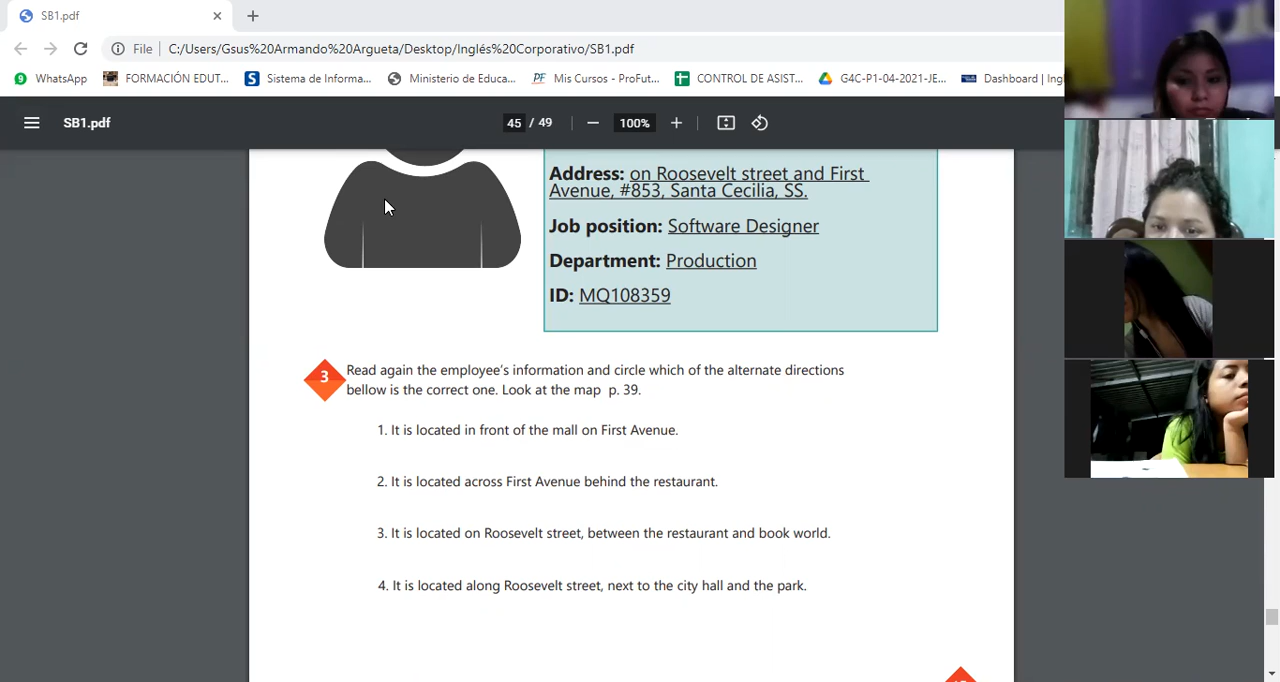 SB1.pdf
File
C:/Users/Gsus%20Armando%20Argueta/Desktop/Inglés%20Corporativo/SB1.pdf
WhatsApp
FORMACIÓN EDUT...
Sistema de Informa...
Ministerio de Educa...
PF Mis Cursos - ProFut...
CONTROL DE ASIST...
G4C-P1-04-2021-JE...
Dashboard | Ing
SB1.pdf
45 / 49
100%
Address: on Roosevelt street and First
Avenue, #853, Santa Cecilia, SS.
Job position: Software Designer
Department: Production
ID: MQ108359
3
Read again the employee's information and circle which of the alternate directions
bellow is the correct one. Look at the map p. 39.
1. It is located in front of the mall on First Avenue.
2. It is located across First Avenue behind the restaurant.
3. It is located on Roosevelt street, between the restaurant and book world.
4. It is located along Roosevelt street, next to the city hall and the park.